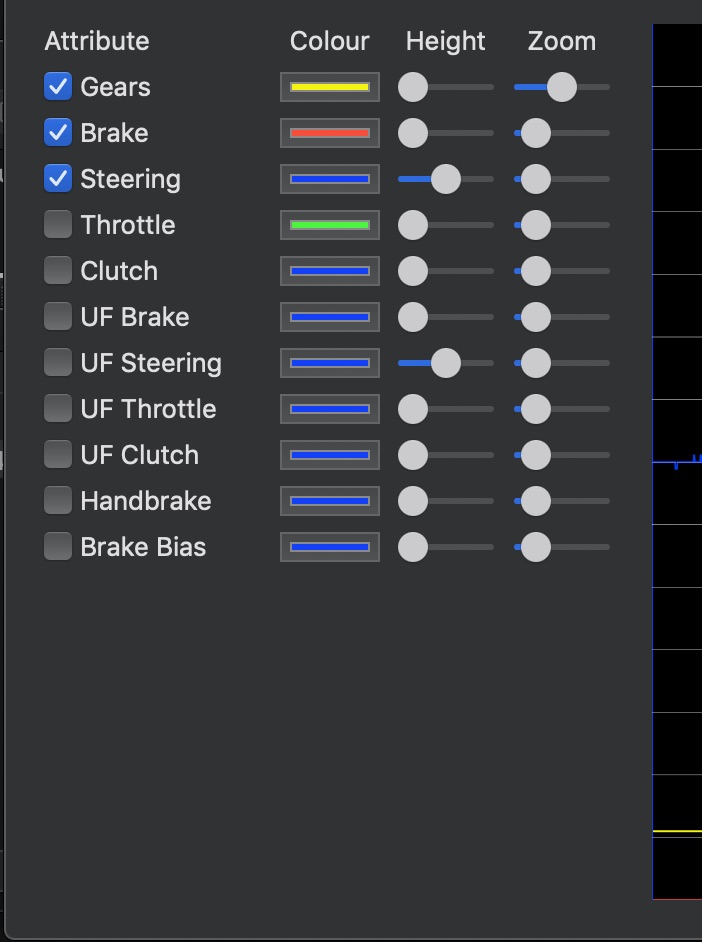 Attribute Colour Height Zoom
Gears
Brake
Steering
Throttle
Clutch
UF Brake
UF Steering
UF Throttle
UF Clutch
Handbrake
Brake Bias